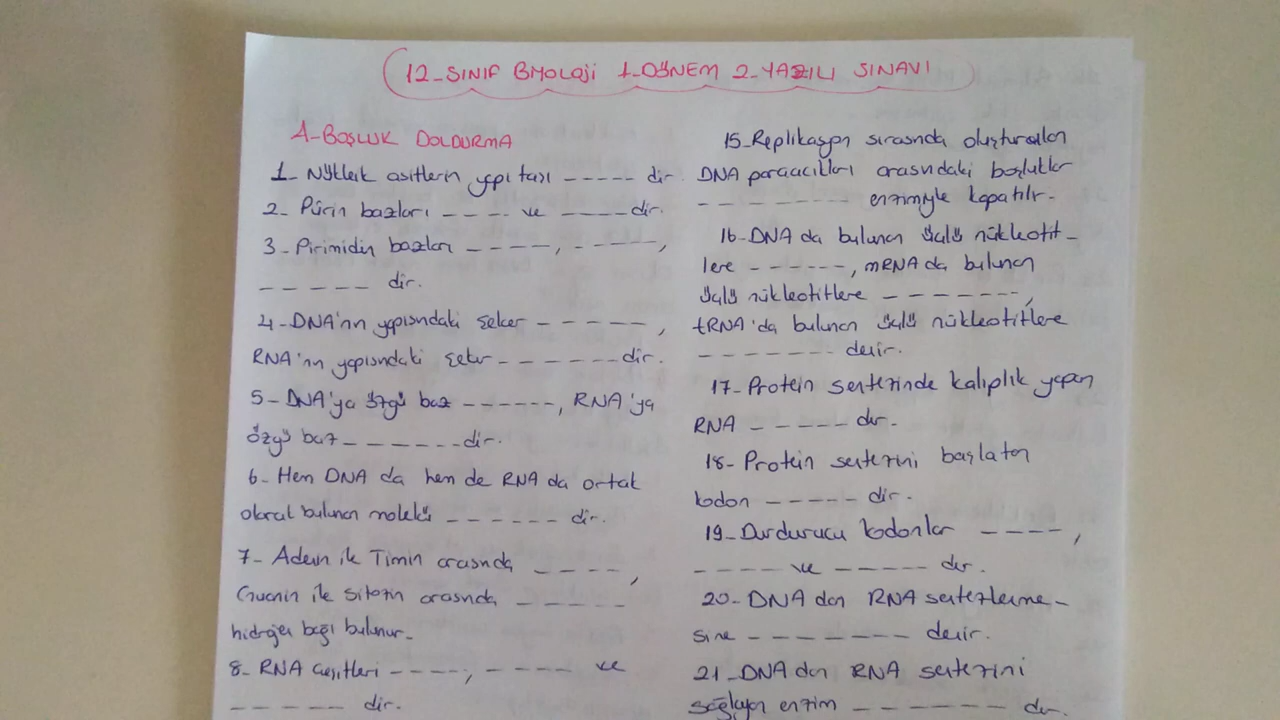 12-SINIF BİYOLOJİ 1.DÖNEM 2-YAZILI SINAVI
A-BOŞLUK DOLDURMA
1- Nükleik asitlerin yapı taşı ----- dir.
2- Pürin bazları ---- ve ---- dir.
3- Pirimidin bazları ----, ----,
----- dir.
4- DNA'nın yapısındaki şeker -----,
RNA'nın yapısındaki şeker ------ dir.
5- DNA'ya özgü baz -----, RNA'ya
özgü baz ------ dir.
6- Hem DNA da hem de RNA da ortak
olarak bulunan molekül ------ dir.
7- Adenin ile Timin arasında ----,
Guanin ile Sitozin arasında -----
hidrojen bağı bulunur.
8- RNA çeşitleri ----, ---- ve
----- dir.
15- Replikasyon sırasında oluşturulan
DNA parçacıkları arasındaki boşluklar
-------- enzimiyle kapatılır.
16- DNA da bulunan üçlü nükleotit-
lere ------, mRNA da bulunan
üçlü nükleotitlere -------,
tRNA'da bulunan üçlü nükleotitlere
------- denir.
17- Protein sentezinde kalıplık yapan
RNA ----- dır.
18- Protein sentezini başlatan
kodon ----- dir.
19- Durdurucu kodonlar ----,
----- ve ----- dır.
20- DNA dan RNA sentezlenme-
sine ------- denir.
21- DNA dan RNA sentezini
sağlayan enzim ------- dır.